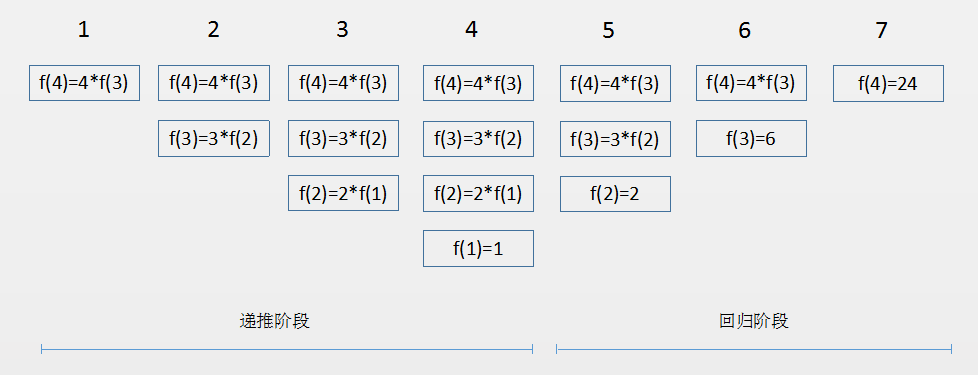 1 2 3 4 5 6 7
f(4)=4*f(3) f(4)=4*f(3) f(4)=4*f(3) f(4)=4*f(3) f(4)=4*f(3) f(4)=4*f(3) f(4)=24
f(3)=3*f(2) f(3)=3*f(2) f(3)=3*f(2) f(3)=3*f(2) f(3)=6
f(2)=2*f(1) f(2)=2*f(1) f(2)=2
f(1)=1
递推阶段 回归阶段